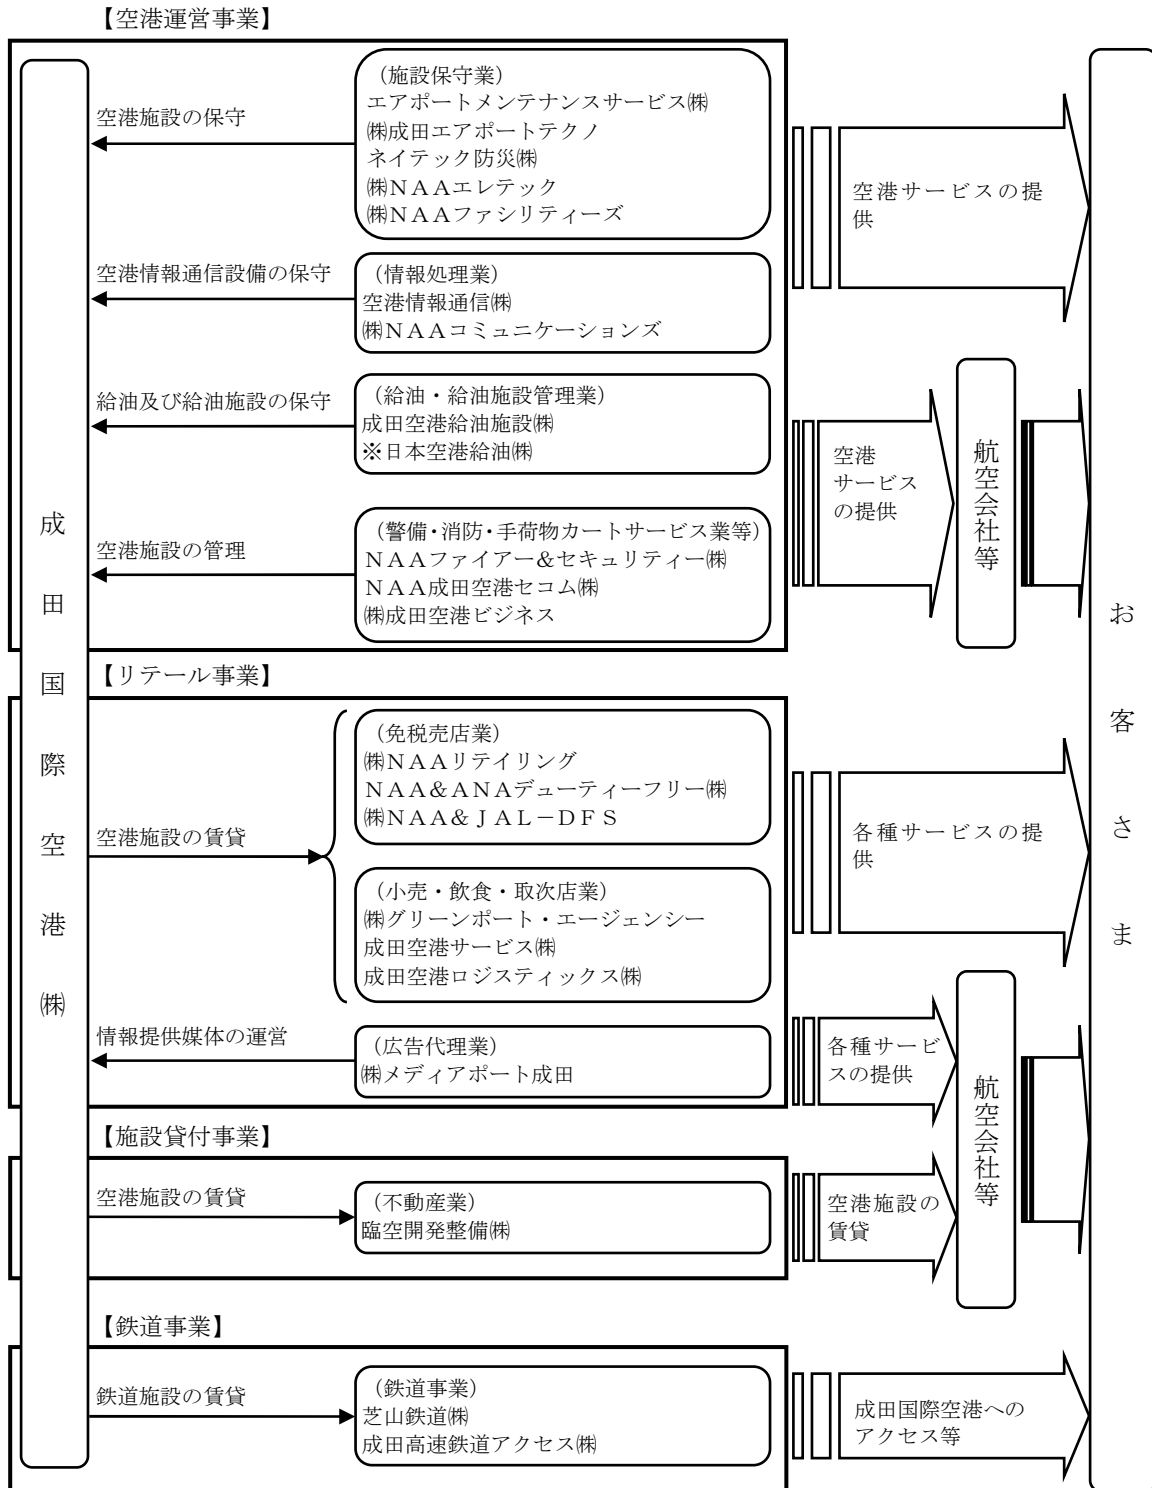 【空港運営事業】
空港施設の保守
(施設保守業)
エアポートメンテナンスサービス㈱
㈱成田エアポートテクノ
ネイテック防災㈱
㈱NAAエレテック
㈱NAAファシリティーズ
空港サービスの提
供
空港情報通信設備の保守
(情報処理業)
空港情報通信㈱
㈱NAAコミュニケーションズ
給油及び給油施設の保守
(給油・給油施設管理業)
成田空港給油施設㈱
※日本空港給油㈱
空港
サービス
の提供
航空会社等
空港施設の管理
(警備・消防・手荷物カートサービス業等)
NAAファイアー&セキュリティー㈱
NAA成田空港セコム㈱
㈱成田空港ビジネス
成田国際空港㈱
お客さま
【リテール事業】
空港施設の賃貸
(免税売店業)
㈱NAAリテイリング
NAA&ANAデューティーフリー㈱
㈱NAA&JAL-DFS
各種サービスの提
供
(小売・飲食・取次店業)
㈱グリーンポート・エージェンシー
成田空港サービス㈱
成田空港ロジスティックス㈱
情報提供媒体の運営
(広告代理業)
㈱メディアポート成田
各種サービ
スの提供
航空会社等
【施設貸付事業】
空港施設の賃貸
(不動産業)
臨空開発整備㈱
空港施設の
賃貸
【鉄道事業】
鉄道施設の賃貸
(鉄道事業)
芝山鉄道㈱
成田高速鉄道アクセス㈱
成田国際空港への
アクセス等